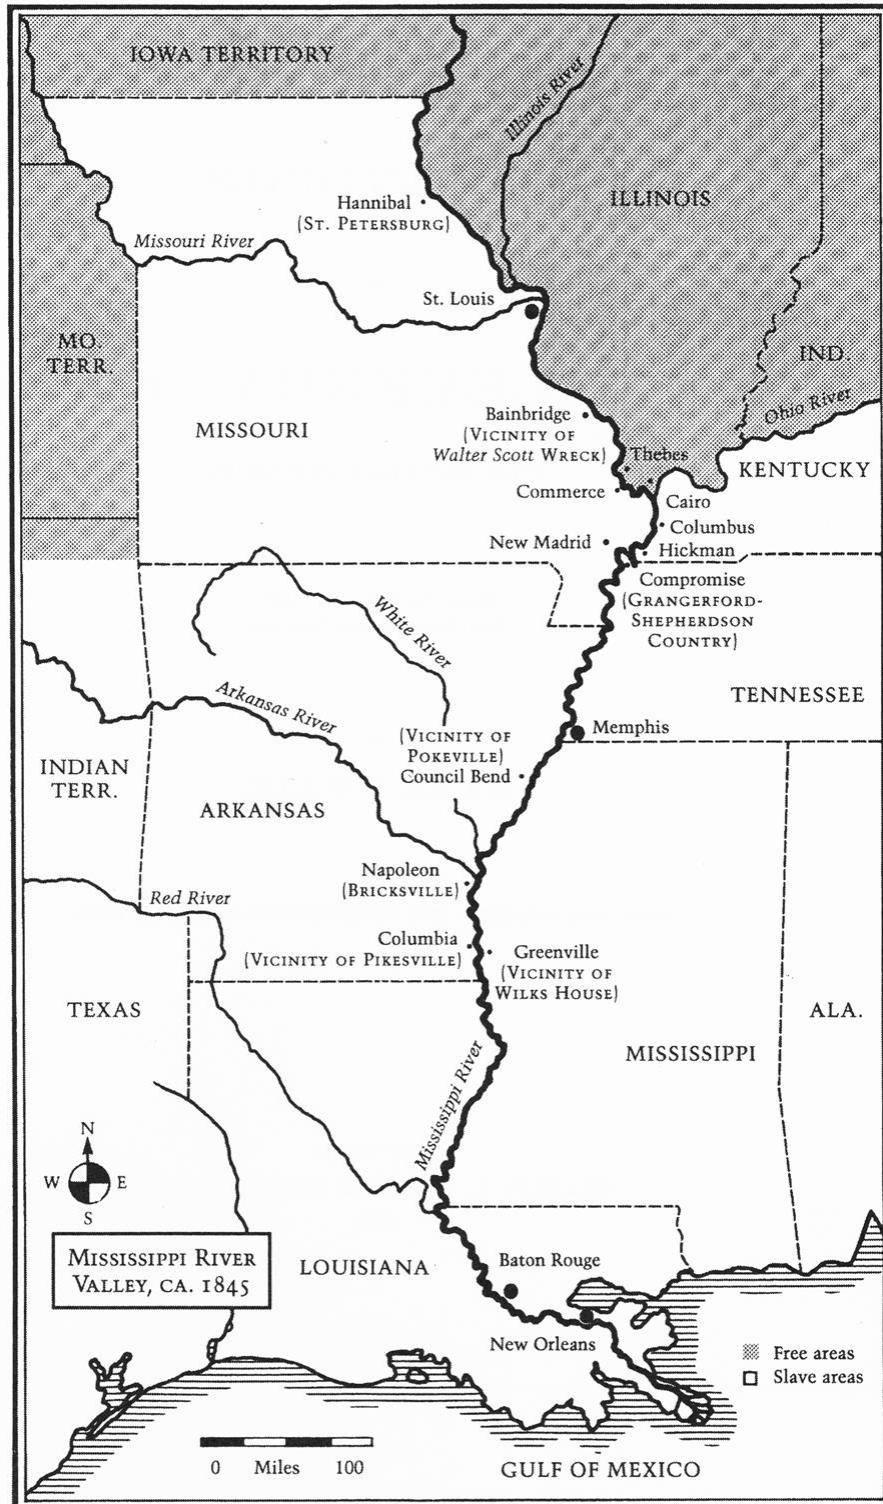 IOWA TERRITORY
Illinois River
Hannibal
(ST. PETERSBURG)
ILLINOIS
Missouri River
St. Louis
MO.
TERR.
IND.
Ohio River
MISSOURI
Bainbridge
(VICINITY OF
Walter Scott WRECK)
Thebes
KENTUCKY
Commerce
Cairo
Columbus
New Madrid
Hickman
Compromise
(GRANGERFORD-
SHEPHERDSON
COUNTRY)
White River
Arkansas River
TENNESSEE
Memphis
(VICINITY OF
POKEVILLE)
Council Bend
INDIAN
TERR.
ARKANSAS
Napoleon
(BRICKSVILLE)
Red River
Columbia
(VICINITY OF PIKESVILLE)
Greenville
(VICINITY OF
WILKS HOUSE)
TEXAS
ALA.
MISSISSIPPI
Mississippi River
N
W E
S
MISSISSIPPI RIVER
VALLEY, CA. 1845
LOUISIANA
Baton Rouge
New Orleans
Free areas
Slave areas
0 Miles 100
GULF OF MEXICO